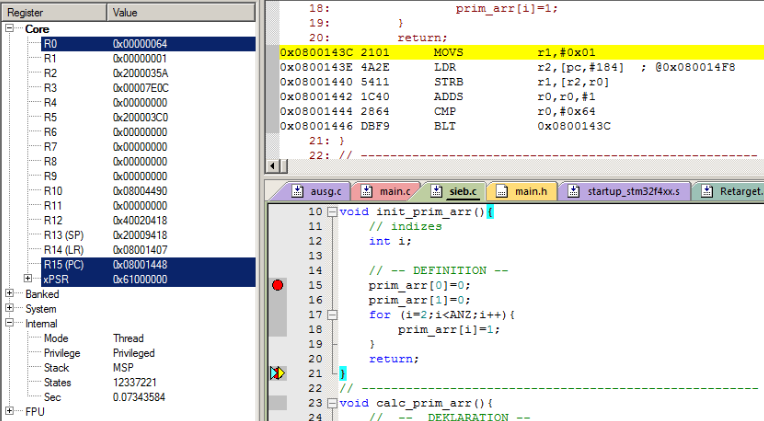 Register Value
Core
R0 0x00000064
R1 0x00000001
R2 0x2000035A
R3 0x00007E0C
R4 0x00000000
R5 0x200003C0
R6 0x00000000
R7 0x00000000
R8 0x00000000
R9 0x00000000
R10 0x08004490
R11 0x00000000
R12 0x40020418
R13 (SP) 0x20009418
R14 (LR) 0x08001407
R15 (PC) 0x08001448
xPSR 0x61000000
Banked
System
Internal
Mode Thread
Privilege Privileged
Stack MSP
States 12337221
Sec 0.07343584
FPU
18: prim_arr[i]=1;
19: }
20: return;
0x0800143C 2101 MOVS r1,#0x01
0x0800143E 4A2E LDR r2,[pc,#184] ; @0x080014F8
0x08001440 5411 STRB r1,[r2,r0]
0x08001442 1C40 ADDS r0,r0,#1
0x08001444 2864 CMP r0,#0x64
0x08001446 DBF9 BLT 0x0800143C
21: }
22: // -----------------------------------------------------
ausg.c main.c sieb.c main.h startup_stm32f4xx.s Retarget.
10 void init_prim_arr(){
11 // indizes
12 int i;
13
14 // -- DEFINITION --
15 prim_arr[0]=0;
16 prim_arr[1]=0;
17 for (i=2;i<ANZ;i++){
18 prim_arr[i]=1;
19 }
20 return;
21 }
22 // -----------------------------------------------------
23 void calc_prim_arr(){
24 // -- DEKLARATION --